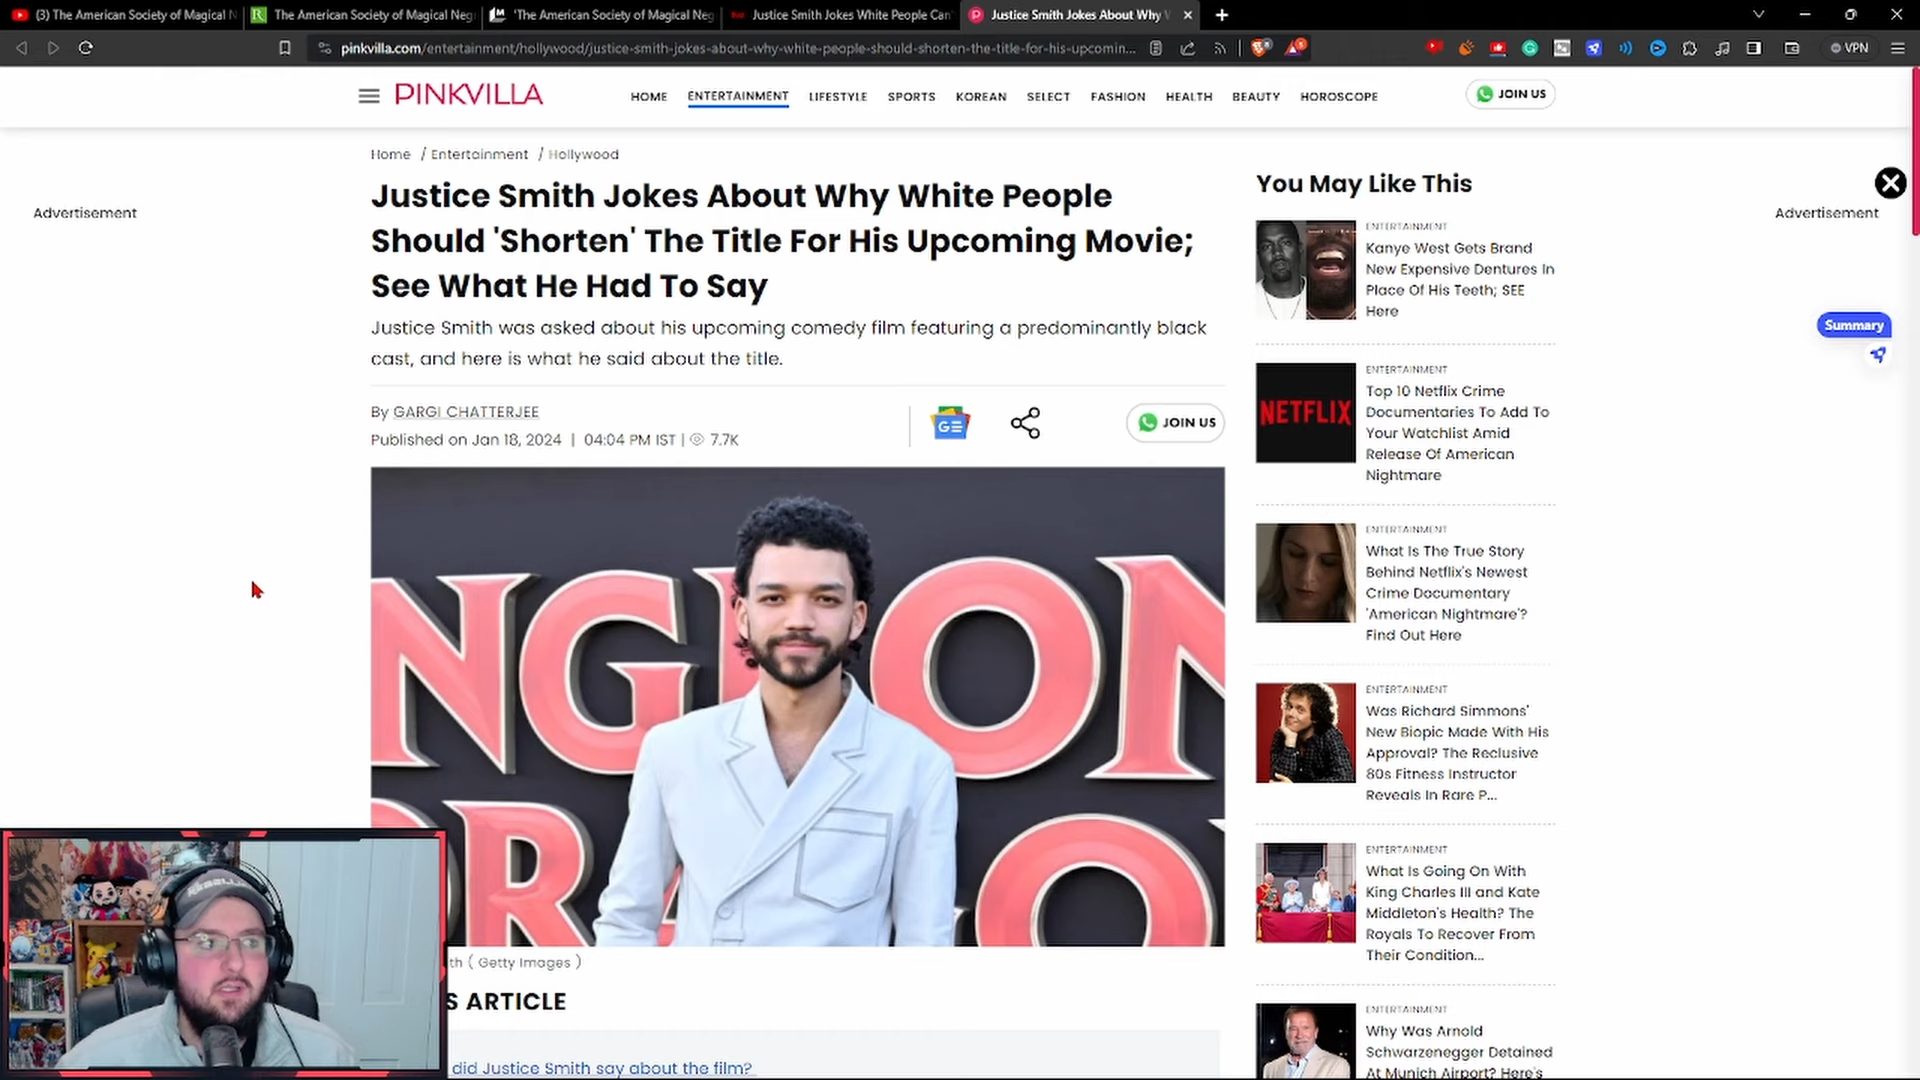 (3) The American Society of Magical N
The American Society of Magical Neg
'The American Society of Magical Neg
Justice Smith Jokes White People Can'
Justice Smith Jokes About Why W
pinkvilla.com/entertainment/hollywood/justice-smith-jokes-about-why-white-people-should-shorten-the-title-for-his-upcomin...
VPN
PINKVILLA
HOME
ENTERTAINMENT
LIFESTYLE
SPORTS
KOREAN
SELECT
FASHION
HEALTH
BEAUTY
HOROSCOPE
JOIN US
Home / Entertainment / Hollywood
Justice Smith Jokes About Why White People
Should 'Shorten' The Title For His Upcoming Movie;
See What He Had To Say
Justice Smith was asked about his upcoming comedy film featuring a predominantly black
cast, and here is what he said about the title.
By GARGI CHATTERJEE
Published on Jan 18, 2024 | 04:04 PM IST | 7.7K
JOIN US
NGEON
DRA
th ( Getty Images )
S ARTICLE
did Justice Smith say about the film?
Advertisement
You May Like This
ENTERTAINMENT
Kanye West Gets Brand
New Expensive Dentures In
Place Of His Teeth; SEE
Here
NETFLIX
ENTERTAINMENT
Top 10 Netflix Crime
Documentaries To Add To
Your Watchlist Amid
Release Of American
Nightmare
ENTERTAINMENT
What Is The True Story
Behind Netflix's Newest
Crime Documentary
'American Nightmare'?
Find Out Here
ENTERTAINMENT
Was Richard Simmons'
New Biopic Made With His
Approval? The Reclusive
80s Fitness Instructor
Reveals In Rare P...
ENTERTAINMENT
What Is Going On With
King Charles III and Kate
Middleton's Health? The
Royals To Recover From
Their Condition...
ENTERTAINMENT
Why Was Arnold
Schwarzenegger Detained
At Munich Airport? Here's
Advertisement
Summary